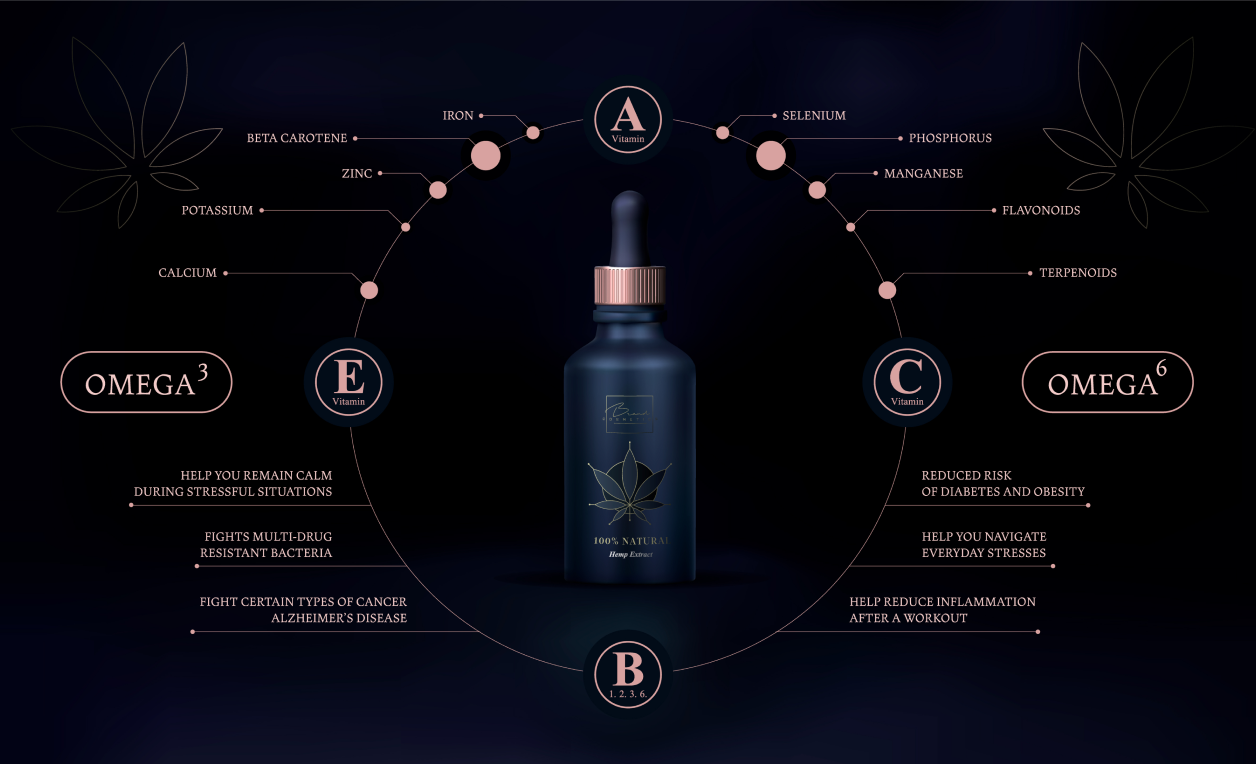 A
Vitamin
IRON
SELENIUM
BETA CAROTENE
PHOSPHORUS
ZINC
MANGANESE
POTASSIUM
FLAVONOIDS
CALCIUM
TERPENOIDS
OMEGA³
E
Vitamin
C
Vitamin
OMEGA⁶
100% NATURAL
Hemp Extract
HELP YOU REMAIN CALM
DURING STRESSFUL SITUATIONS
REDUCED RISK
OF DIABETES AND OBESITY
FIGHTS MULTI-DRUG
RESISTANT BACTERIA
HELP YOU NAVIGATE
EVERYDAY STRESSES
FIGHT CERTAIN TYPES OF CANCER
ALZHEIMER'S DISEASE
HELP REDUCE INFLAMMATION
AFTER A WORKOUT
B
1. 2. 3. 6.